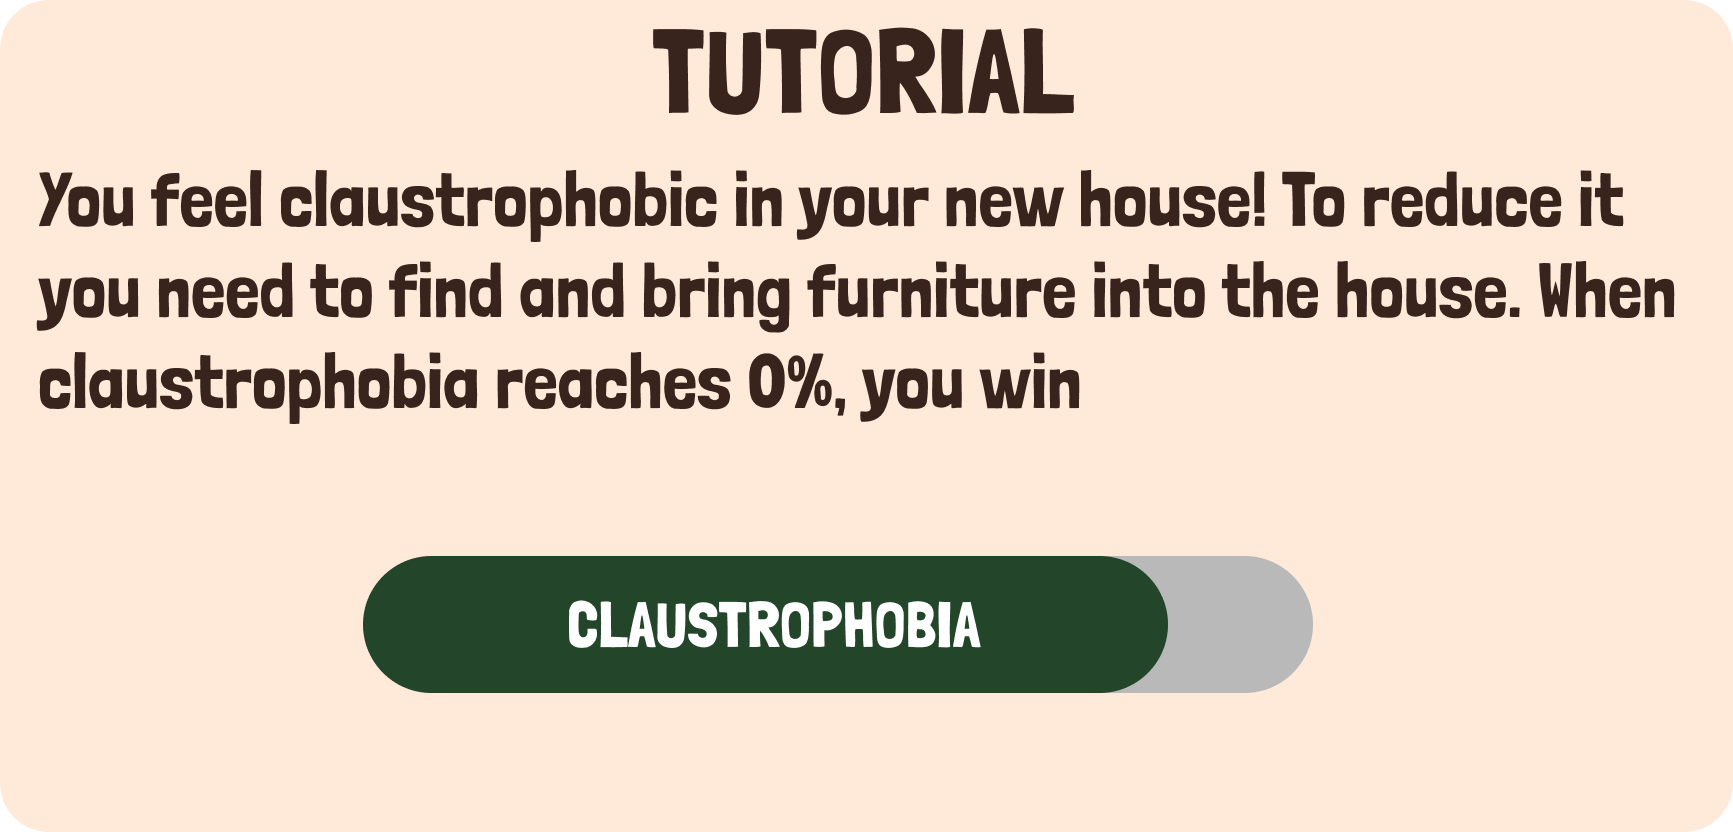 TUTORIAL
You feel claustrophobic in your new house! To reduce it
you need to find and bring furniture into the house. When
claustrophobia reaches 0%, you win
CLAUSTROPHOBIA